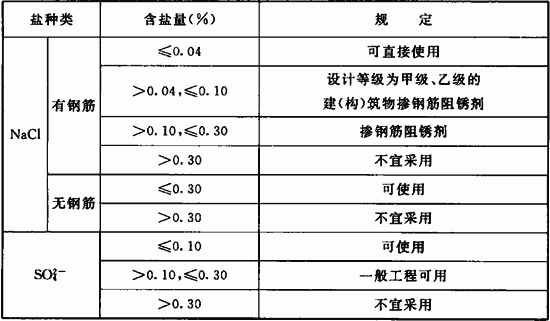 盐种类 含盐量(%) 规 定
NaCl 有钢筋 ≤0.04 可直接使用
>0.04,≤0.10 设计等级为甲级、乙级的
建(构)筑物掺钢筋阻锈剂
>0.10,≤0.30 掺钢筋阻锈剂
>0.30 不宜采用
无钢筋 ≤0.30 可使用
>0.30 不宜采用
SO₄²⁻ ≤0.10 可使用
>0.10,≤0.30 一般工程可用
>0.30 不宜采用